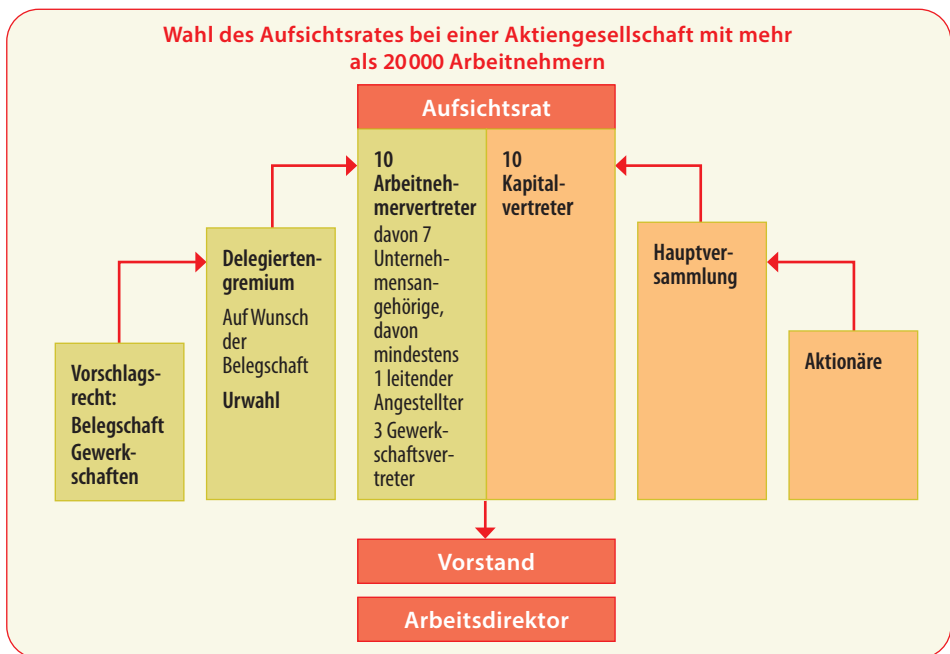 Wahl des Aufsichtsrates bei einer Aktiengesellschaft mit mehr
als 20000 Arbeitnehmern
Aufsichtsrat
Vorschlags-
recht:
Belegschaft
Gewerk-
schaften
Delegierten-
gremium
Auf Wunsch
der
Belegschaft
Urwahl
10
Arbeitneh-
mervertreter
davon 7
Unterneh-
mensan-
gehörige,
davon
mindestens
1 leitender
Angestellter
3 Gewerk-
schaftsver-
treter
10
Kapital-
vertreter
Hauptver-
sammlung
Aktionäre
Vorstand
Arbeitsdirektor